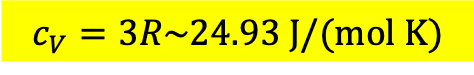 c_V = 3R~24.93 J/(mol K)